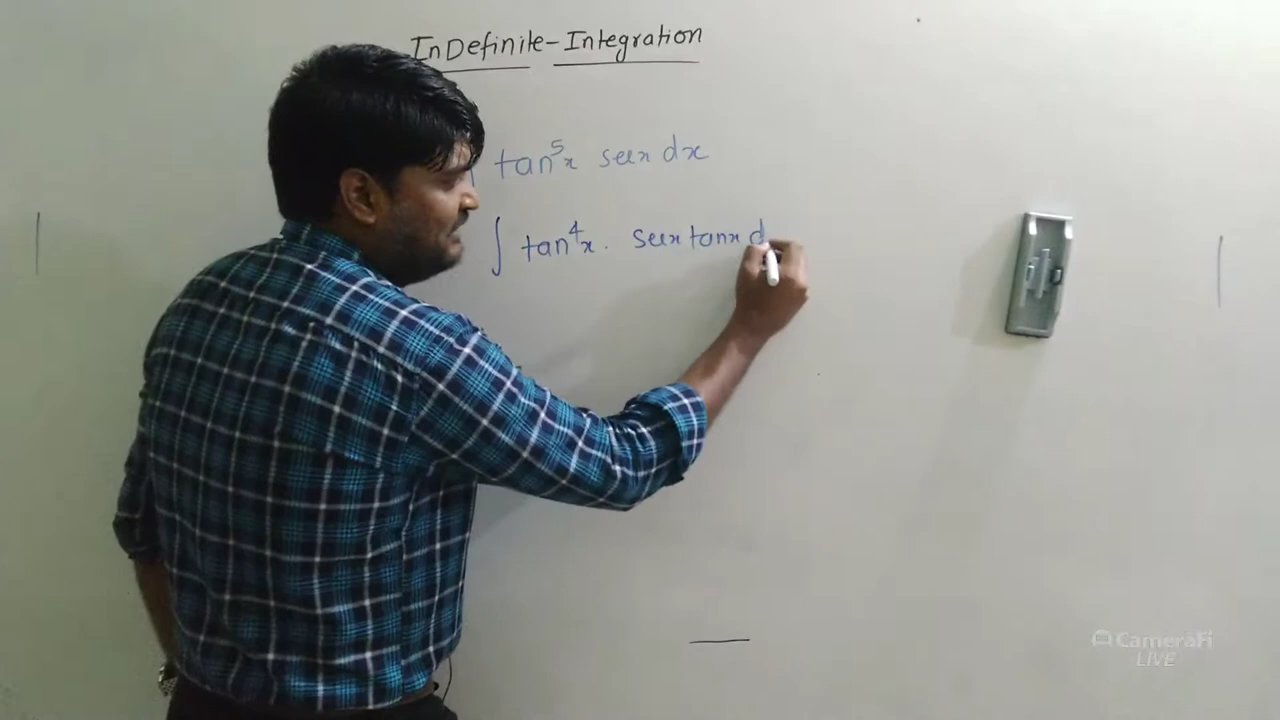 InDefinite-Integration
tan⁵x secx dx
∫ tan⁴x . secx tanx d
CameraFi
LIVE